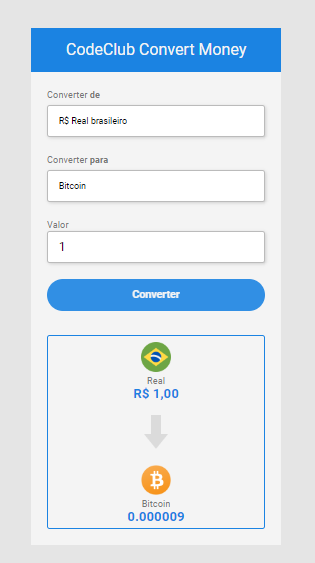 CodeClub Convert Money
Converter de
R$ Real brasileiro
Converter para
Bitcoin
Valor
1
Converter
Real
R$ 1,00
Bitcoin
0.000009